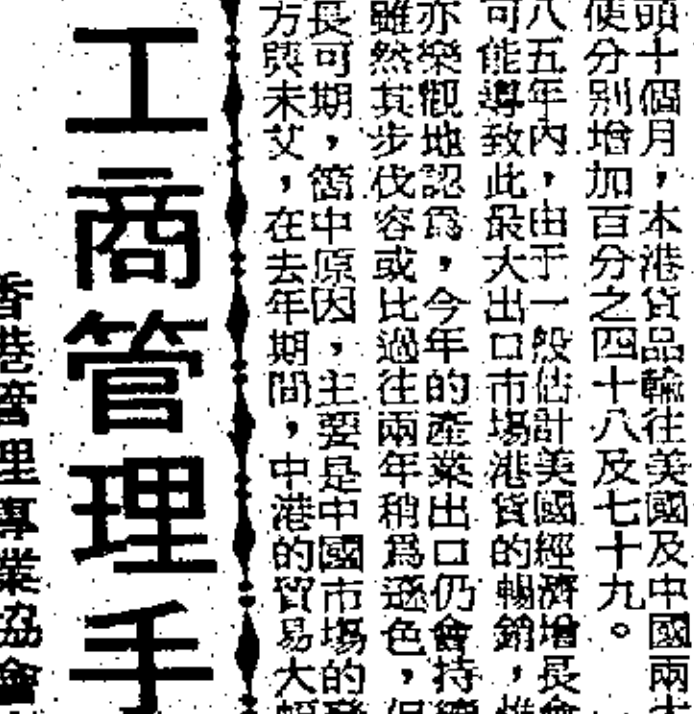 頭十個月，本港貨品輸往美國及中國兩
使分別增加百分之四十八及七十九。
八五年內，由于一般估計美國經濟增長會
可能導致此最大出口市場港貨的暢銷，惟
亦樂觀地認爲，今年的產業出口仍會持續
雖然其步伐容或比過往兩年稍爲遜色，但
長可期，箇中原因，主要是中國市場的發
方興未艾，在去年期間，中港的貿易大幅
工商管理手
香港管理專業協會